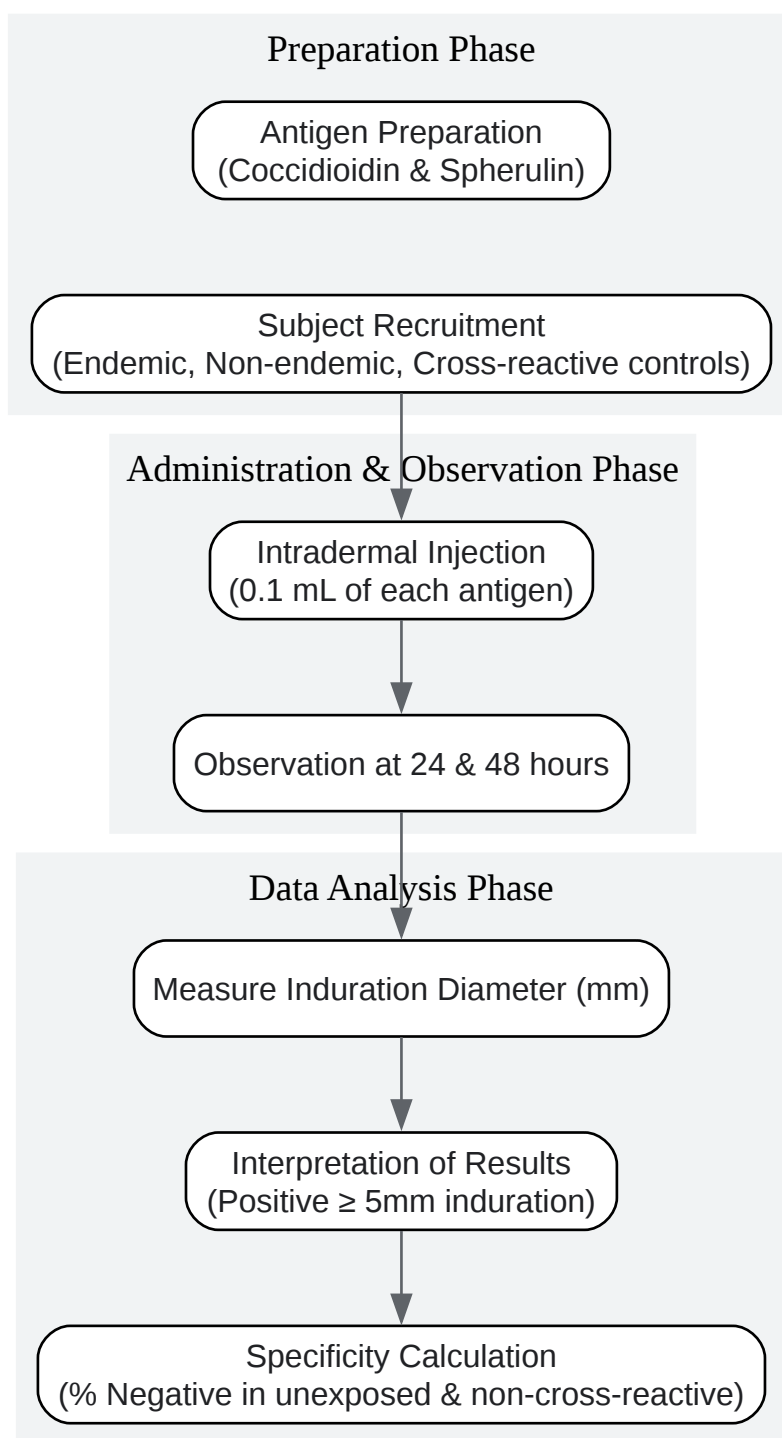 Preparation Phase
Antigen Preparation
(Coccidioidin & Spherulin)
Subject Recruitment
(Endemic, Non-endemic, Cross-reactive controls)
Administration & Observation Phase
Intradermal Injection
(0.1 mL of each antigen)
Observation at 24 & 48 hours
Data Analysis Phase
Measure Induration Diameter (mm)
Interpretation of Results
(Positive ≥ 5mm induration)
Specificity Calculation
(% Negative in unexposed & non-cross-reactive)